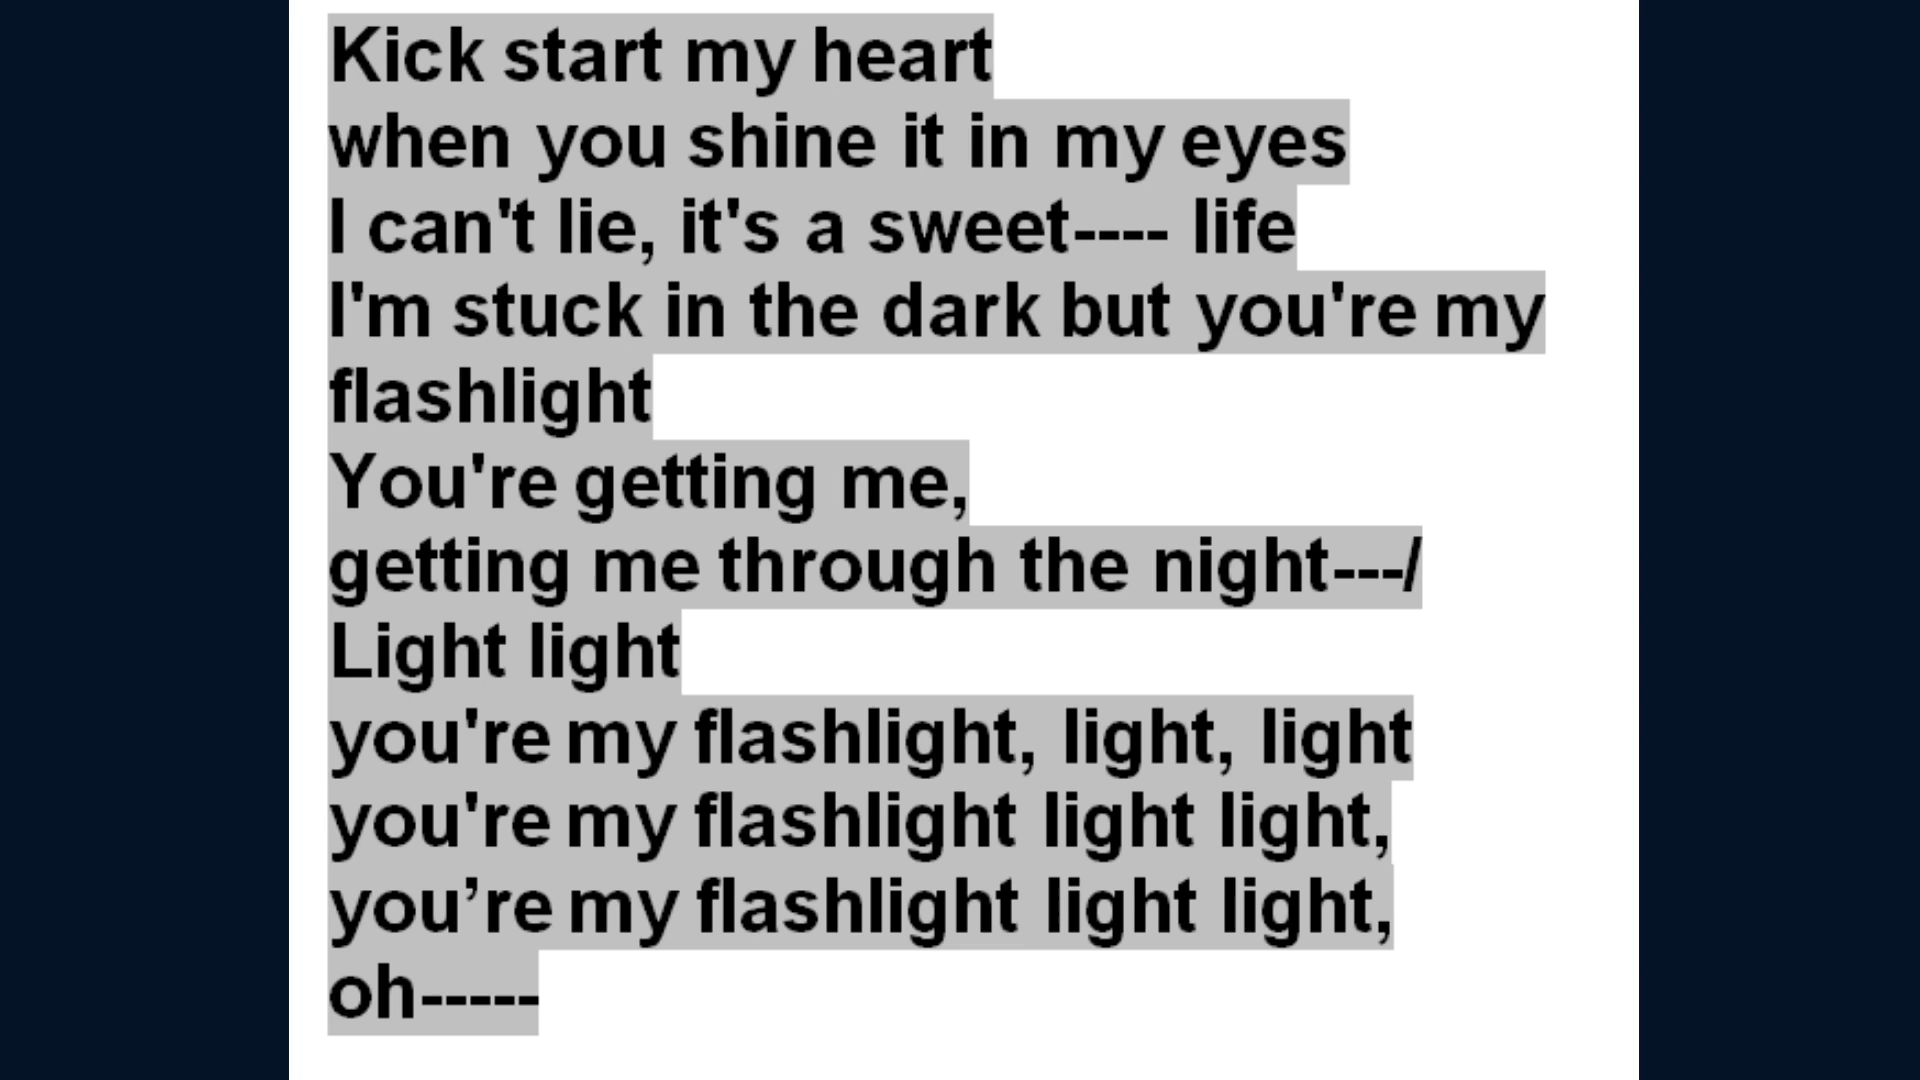 Kick start my heart
when you shine it in my eyes
I can't lie, it's a sweet---- life
I'm stuck in the dark but you're my
flashlight
You're getting me,
getting me through the night---/
Light light
you're my flashlight, light, light
you're my flashlight light light,
you’re my flashlight light light,
oh-----